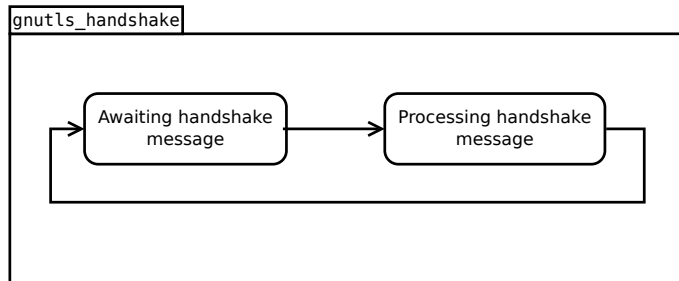 gnutls_handshake
Awaiting handshake
message
Processing handshake
message